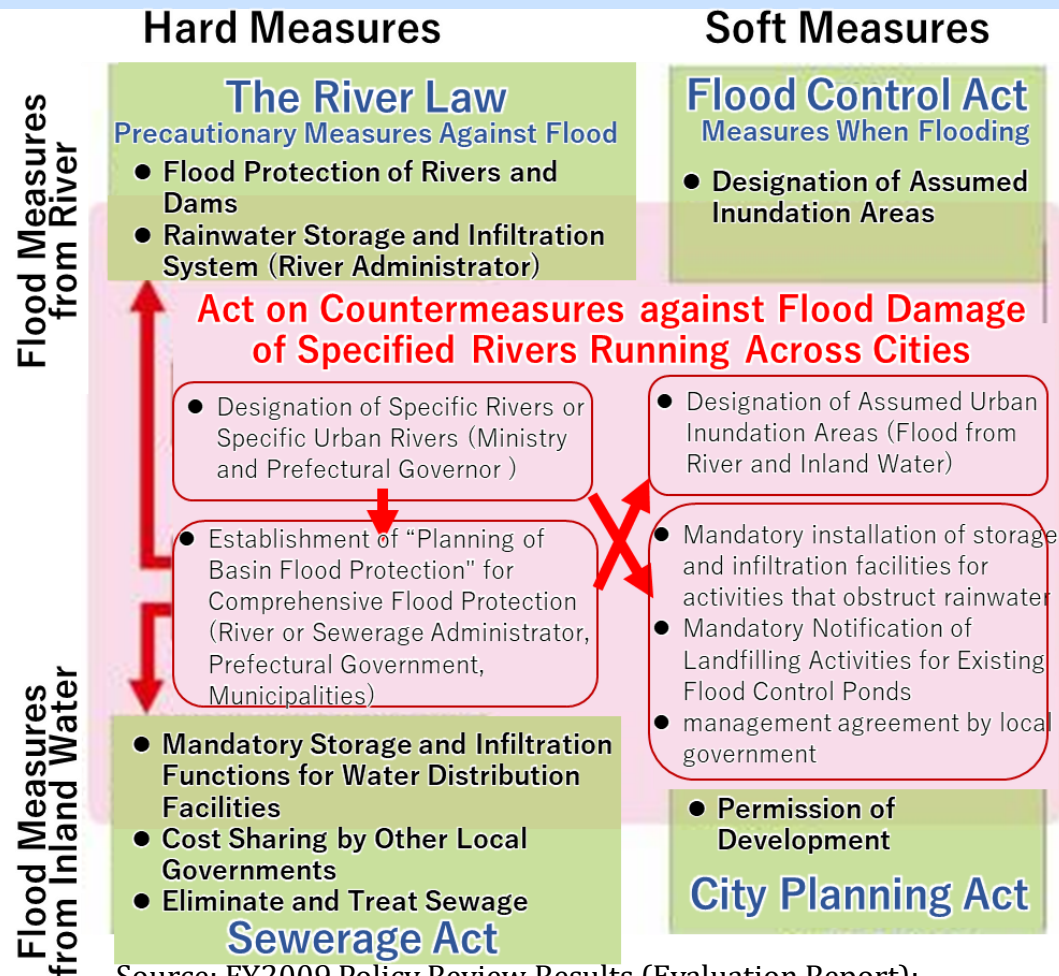 Hard Measures
Soft Measures
Flood Measures
from River
The River Law
Precautionary Measures Against Flood
● Flood Protection of Rivers and
Dams
● Rainwater Storage and Infiltration
System (River Administrator)
Flood Control Act
Measures When Flooding
● Designation of Assumed
Inundation Areas
Act on Countermeasures against Flood Damage
of Specified Rivers Running Across Cities
● Designation of Specific Rivers or
Specific Urban Rivers (Ministry
and Prefectural Governor )
● Designation of Assumed Urban
Inundation Areas (Flood from
River and Inland Water)
● Establishment of “Planning of
Basin Flood Protection" for
Comprehensive Flood Protection
(River or Sewerage Administrator,
Prefectural Government,
Municipalities)
● Mandatory installation of storage
and infiltration facilities for
activities that obstruct rainwater
● Mandatory Notification of
Landfilling Activities for Existing
Flood Control Ponds
● management agreement by local
government
Flood Measures
from Inland Water
● Mandatory Storage and Infiltration
Functions for Water Distribution
Facilities
● Cost Sharing by Other Local
Governments
● Eliminate and Treat Sewage
Sewerage Act
● Permission of
Development
City Planning Act
Source: FY2009 Policy Review Results (Evaluation Report):